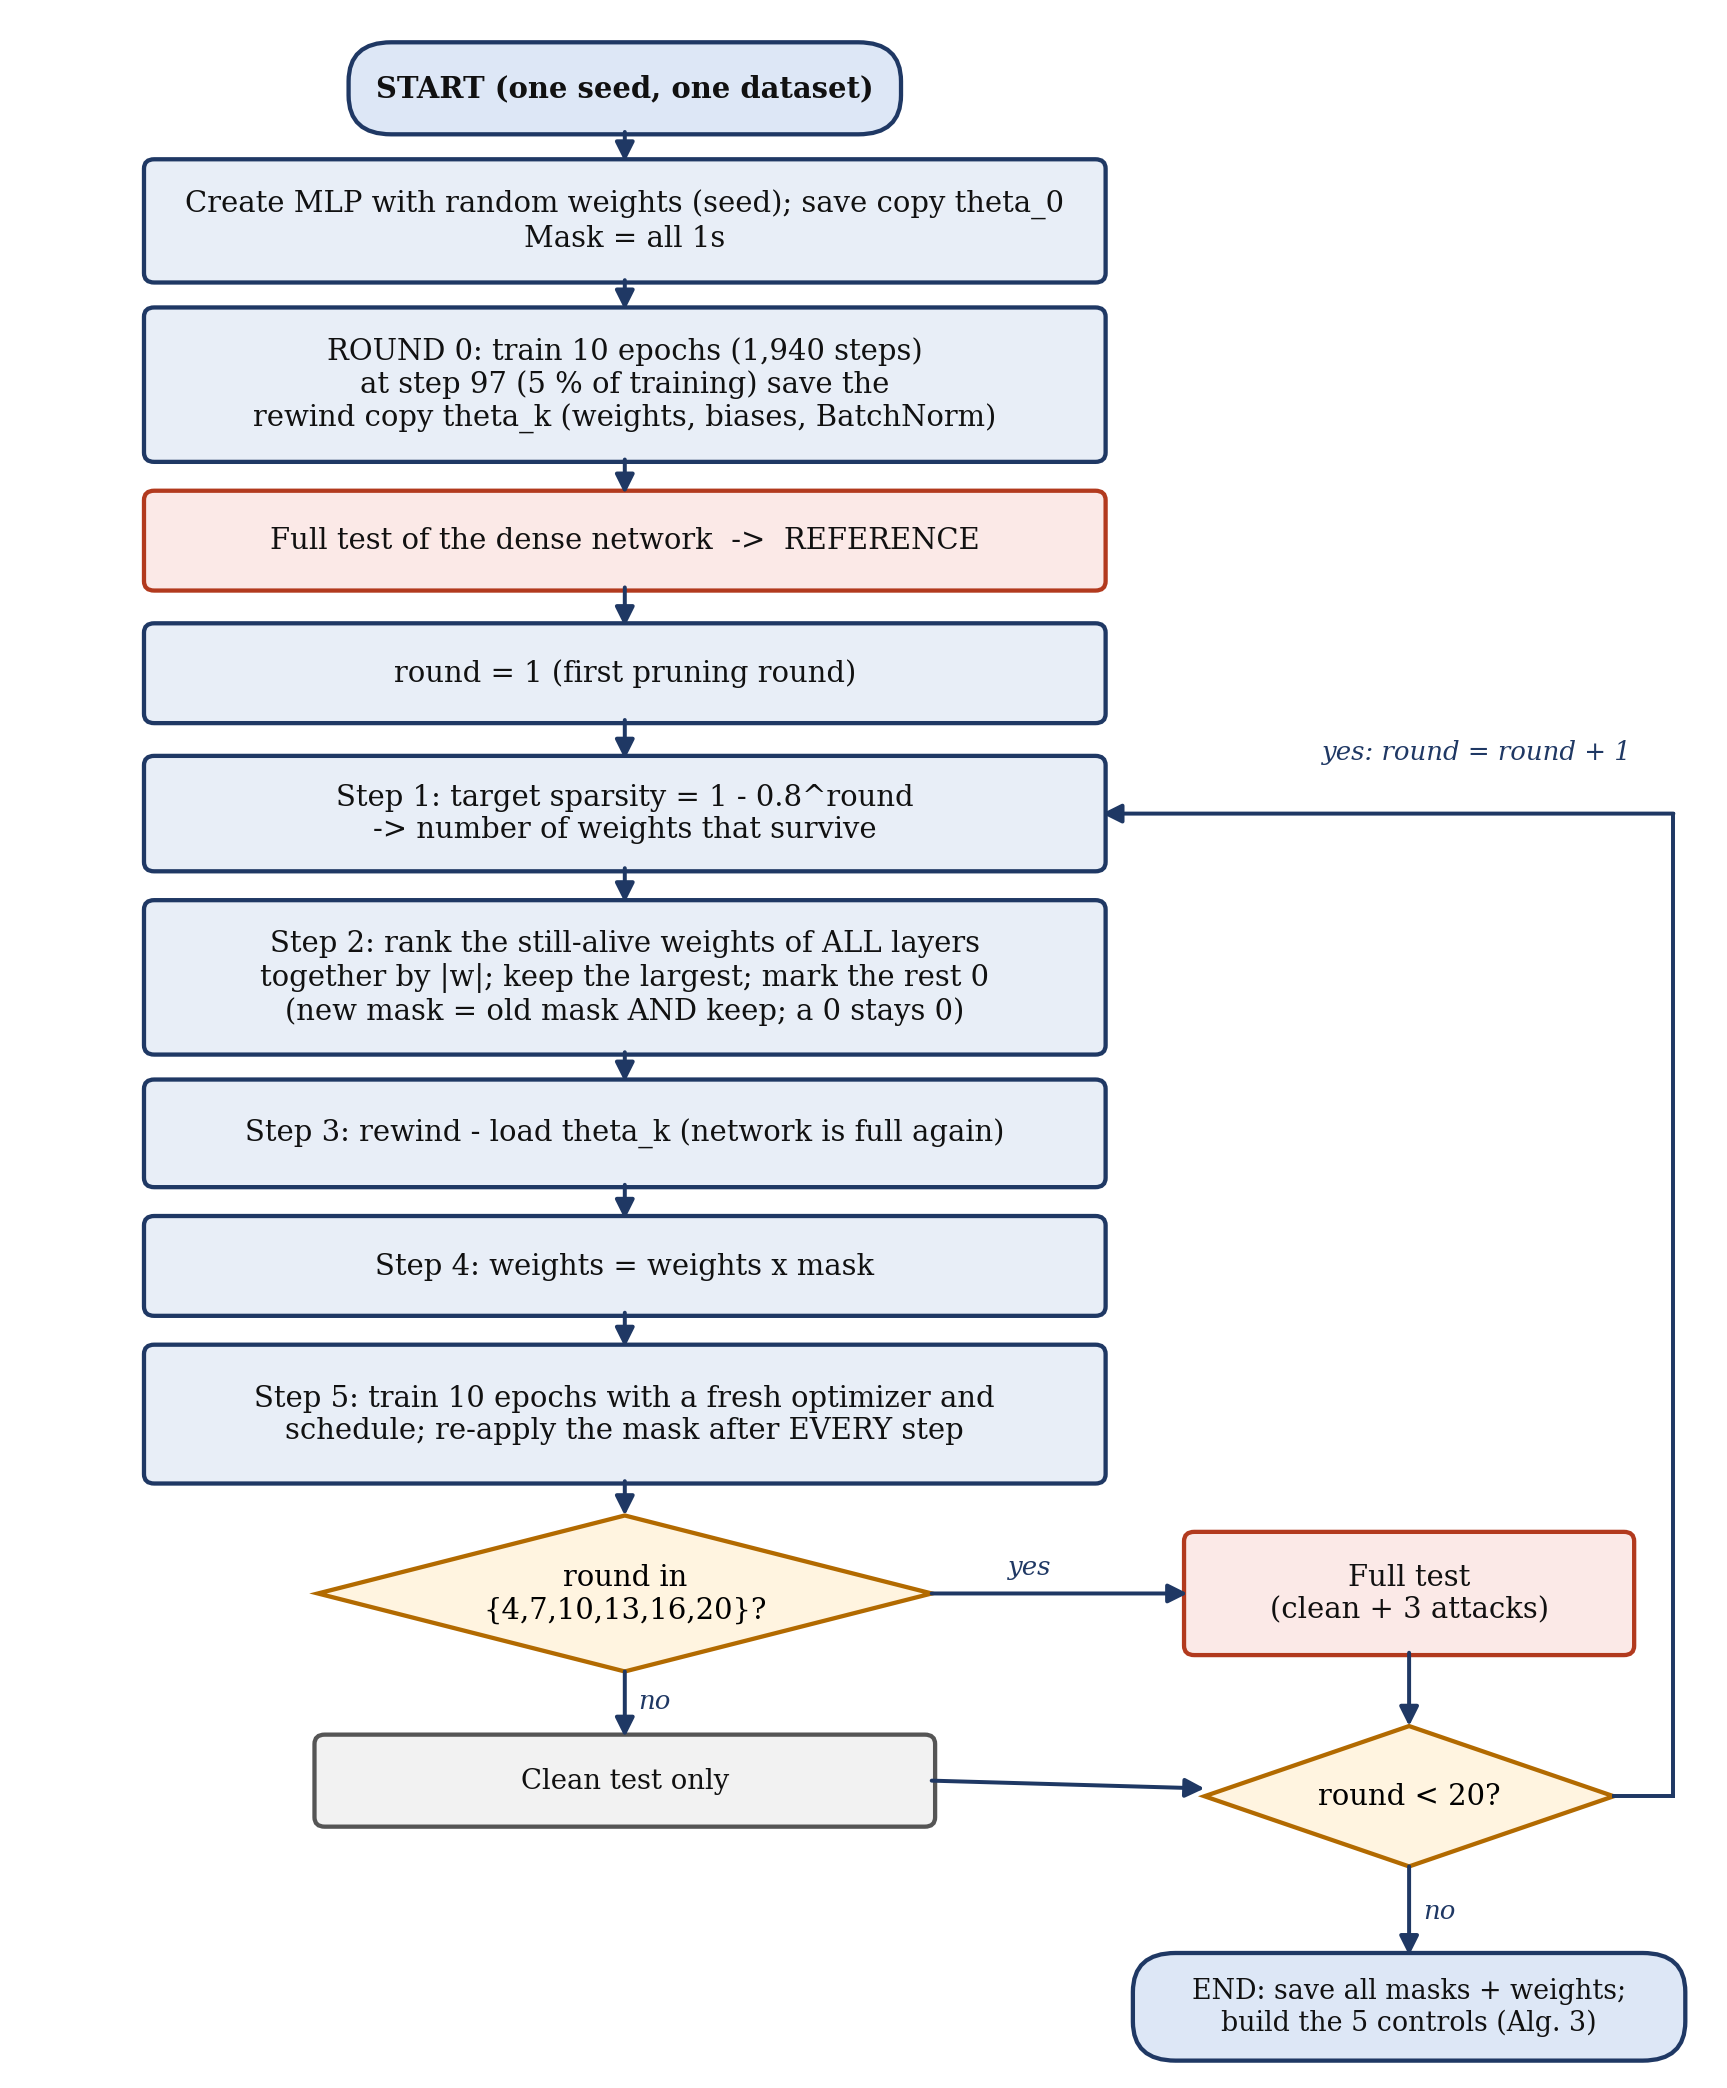 START (one seed, one dataset)
Create MLP with random weights (seed); save copy theta_0
Mask = all 1s
ROUND 0: train 10 epochs (1,940 steps)
at step 97 (5 % of training) save the
rewind copy theta_k (weights, biases, BatchNorm)
Full test of the dense network -> REFERENCE
round = 1 (first pruning round)
yes: round = round + 1
Step 1: target sparsity = 1 - 0.8^round
-> number of weights that survive
Step 2: rank the still-alive weights of ALL layers
together by |w|; keep the largest; mark the rest 0
(new mask = old mask AND keep; a 0 stays 0)
Step 3: rewind - load theta_k (network is full again)
Step 4: weights = weights x mask
Step 5: train 10 epochs with a fresh optimizer and
schedule; re-apply the mask after EVERY step
round in
{4,7,10,13,16,20}?
yes
Full test
(clean + 3 attacks)
no
Clean test only
round < 20?
no
END: save all masks + weights;
build the 5 controls (Alg. 3)